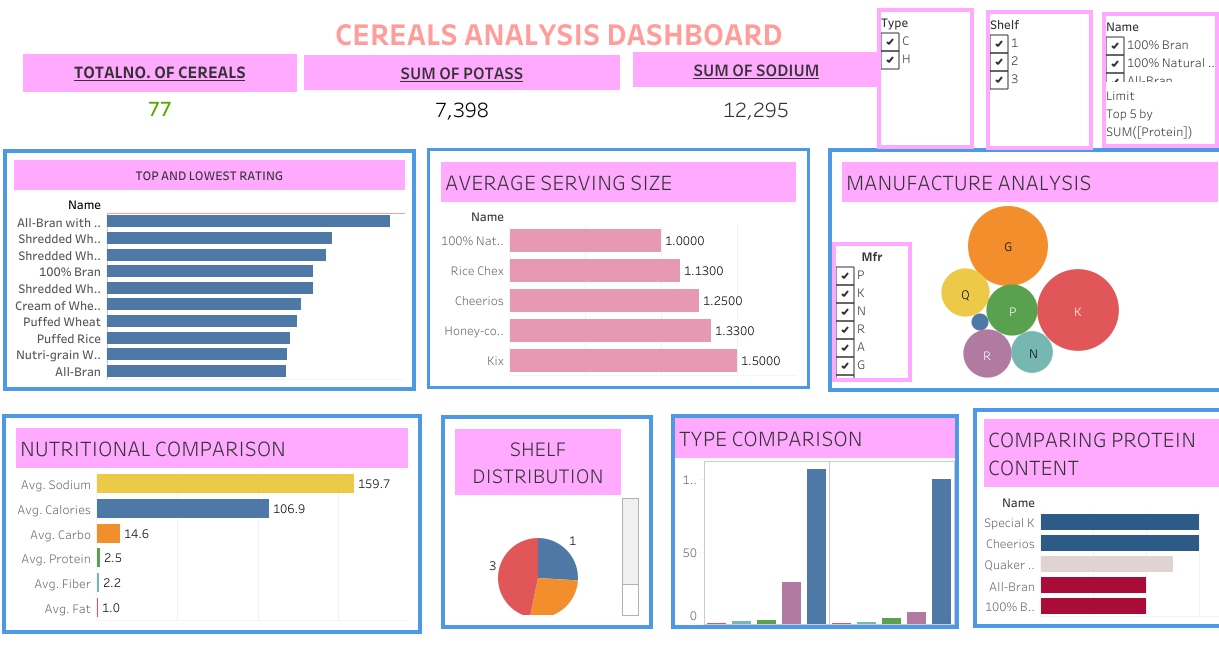 CEREALS ANALYSIS DASHBOARD
TOTALNO. OF CEREALS
77
SUM OF POTASS
7,398
SUM OF SODIUM
12,295
Type
C
H
Shelf
1
2
3
Name
100% Bran
100% Natural ..
All-Bran
Limit
Top 5 by
SUM([Protein])
TOP AND LOWEST RATING
Name
All-Bran with ..
Shredded Wh..
Shredded Wh..
100% Bran
Shredded Wh..
Cream of Whe..
Puffed Wheat
Puffed Rice
Nutri-grain W..
All-Bran
AVERAGE SERVING SIZE
Name
100% Nat.. 1.0000
Rice Chex 1.1300
Cheerios 1.2500
Honey-co.. 1.3300
Kix 1.5000
MANUFACTURE ANALYSIS
Mfr
P
K
N
R
A
G
G
Q
P
K
R
N
NUTRITIONAL COMPARISON
Avg. Sodium 159.7
Avg. Calories 106.9
Avg. Carbo 14.6
Avg. Protein 2.5
Avg. Fiber 2.2
Avg. Fat 1.0
SHELF
DISTRIBUTION
1
3
TYPE COMPARISON
1..
50
0
COMPARING PROTEIN
CONTENT
Name
Special K
Cheerios
Quaker ..
All-Bran
100% B..